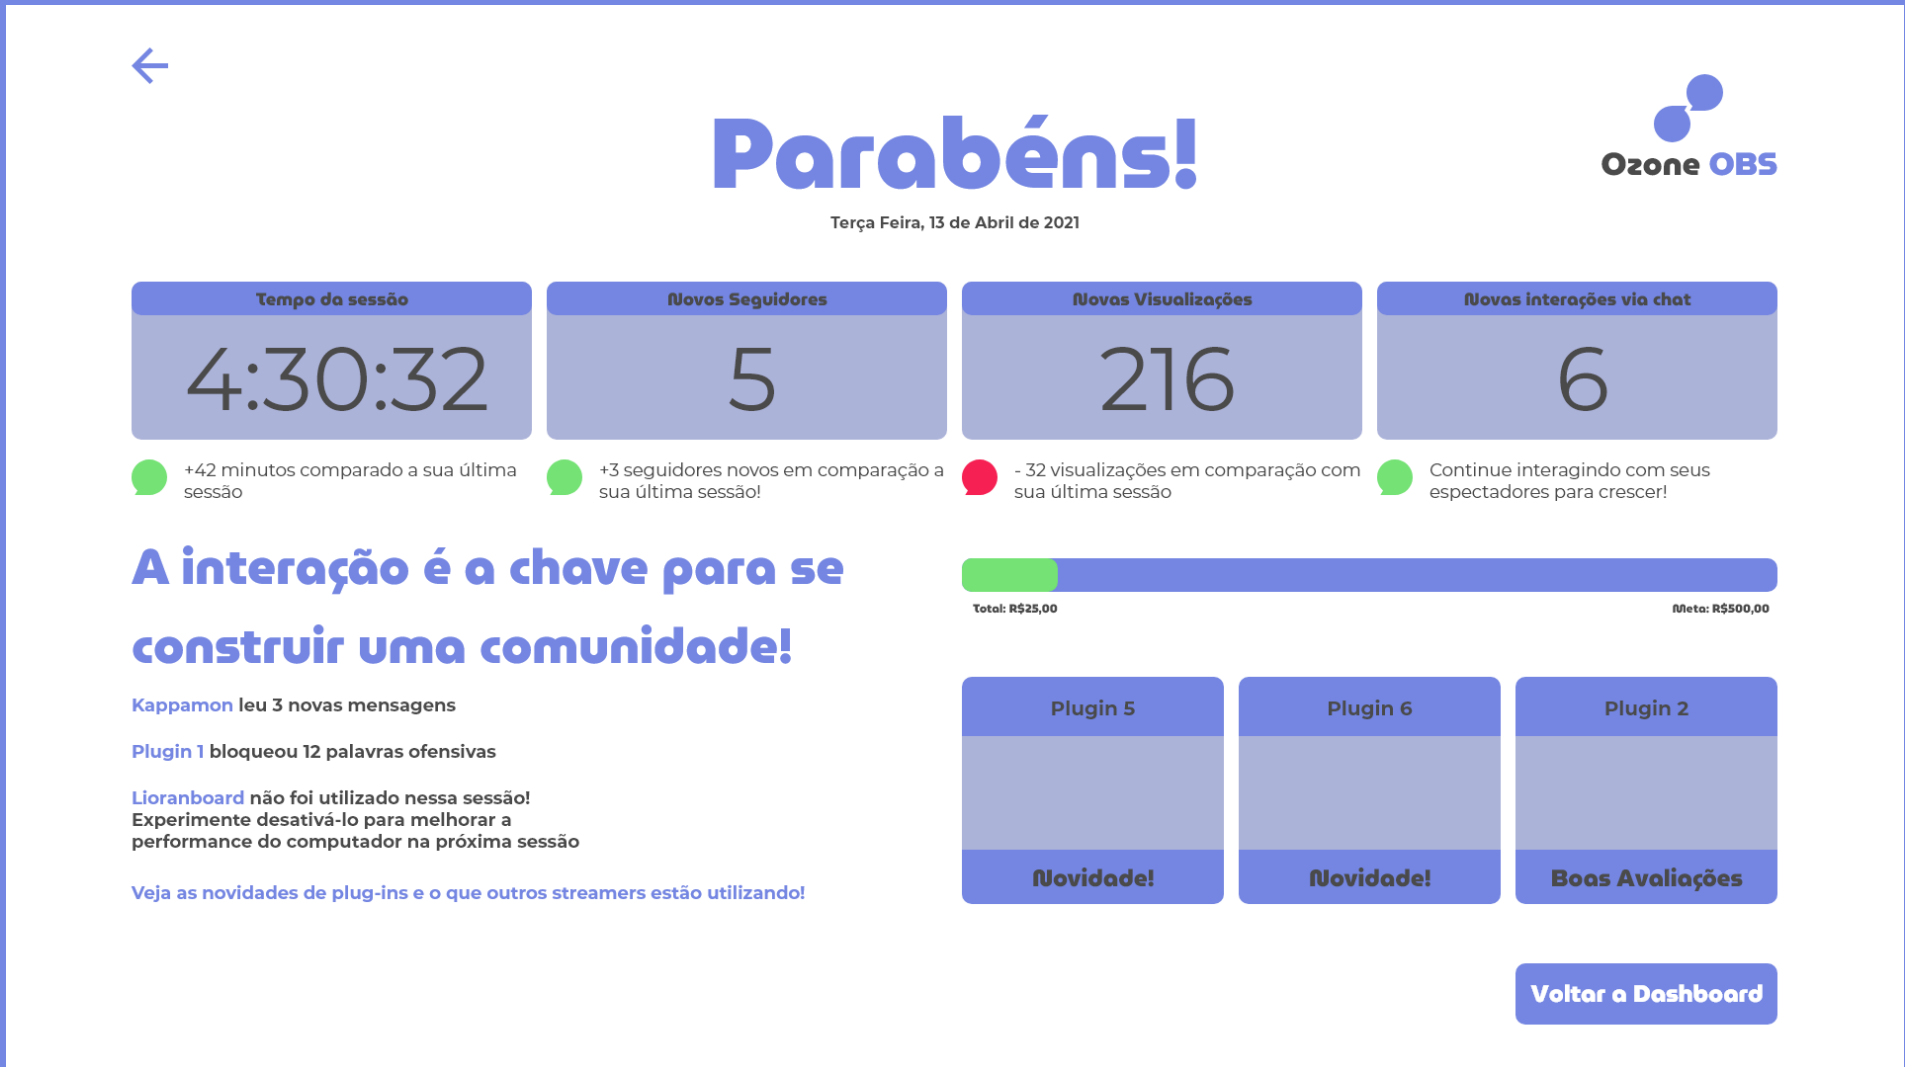 Parabéns!
Ozone OBS
Terça Feira, 13 de Abril de 2021
Tempo da sessão
4:30:32
+42 minutos comparado a sua última
sessão
Novos Seguidores
5
+3 seguidores novos em comparação a
sua última sessão!
Novas Visualizações
216
- 32 visualizações em comparação com
sua última sessão
Novas interações via chat
6
Continue interagindo com seus
espectadores para crescer!
A interação é a chave para se
construir uma comunidade!
Kappamon leu 3 novas mensagens
Plugin 1 bloqueou 12 palavras ofensivas
Lioranboard não foi utilizado nessa sessão!
Experimente desativá-lo para melhorar a
performance do computador na próxima sessão
Veja as novidades de plug-ins e o que outros streamers estão utilizando!
Total: R$25,00
Meta: R$500,00
Plugin 5
Novidade!
Plugin 6
Novidade!
Plugin 2
Boas Avaliações
Voltar a Dashboard